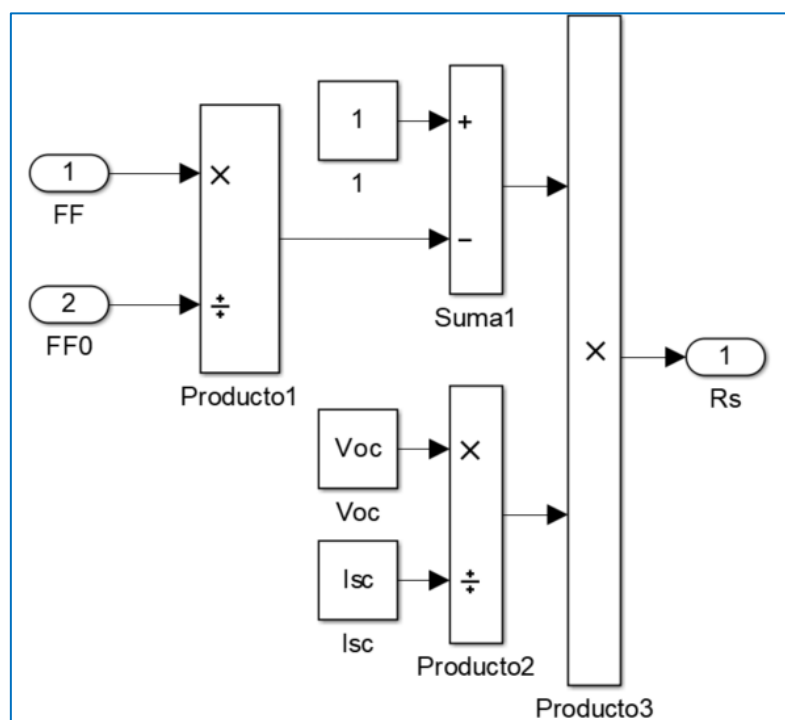 1
FF
2
FF0
×
÷
Producto1
1
1
+
−
Suma1
Voc
Voc
Isc
Isc
×
÷
Producto2
×
Producto3
1
Rs